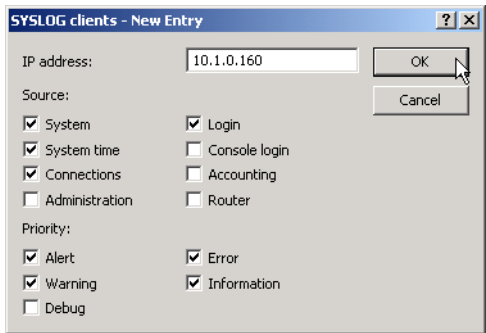 SYSLOG clients - New Entry
IP address: 10.1.0.160 OK
Source: Cancel
System Login
System time Console login
Connections Accounting
Administration Router
Priority:
Alert Error
Warning Information
Debug